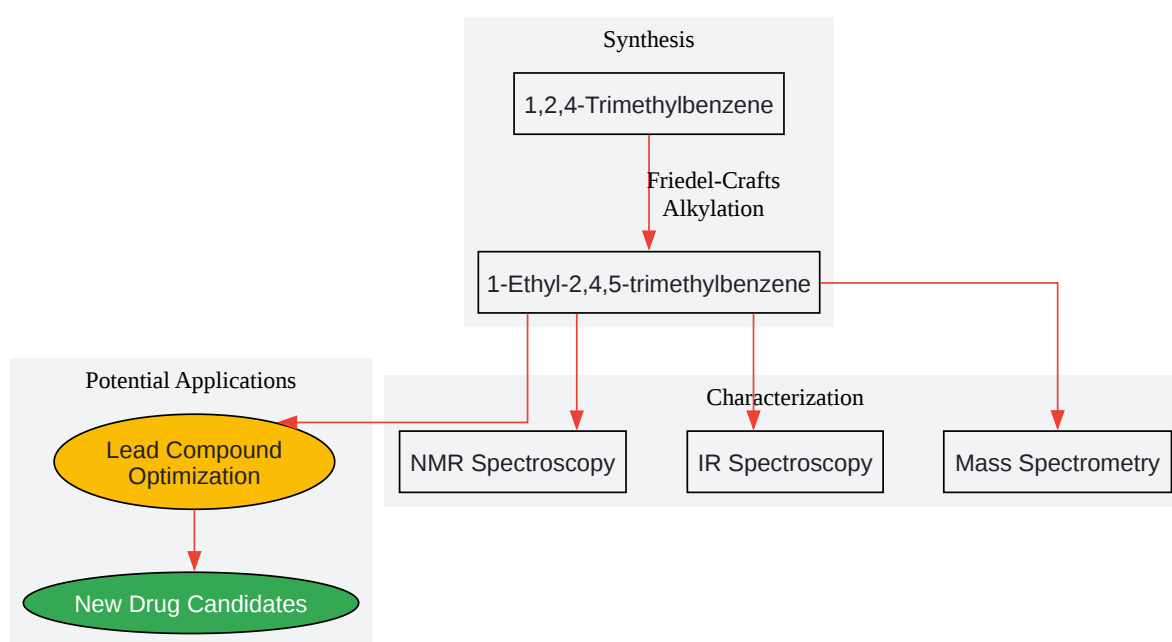 Synthesis
1,2,4-Trimethylbenzene
Friedel-Crafts
Alkylation
1-Ethyl-2,4,5-trimethylbenzene
Potential Applications
Lead Compound
Optimization
New Drug Candidates
Characterization
NMR Spectroscopy
IR Spectroscopy
Mass Spectrometry